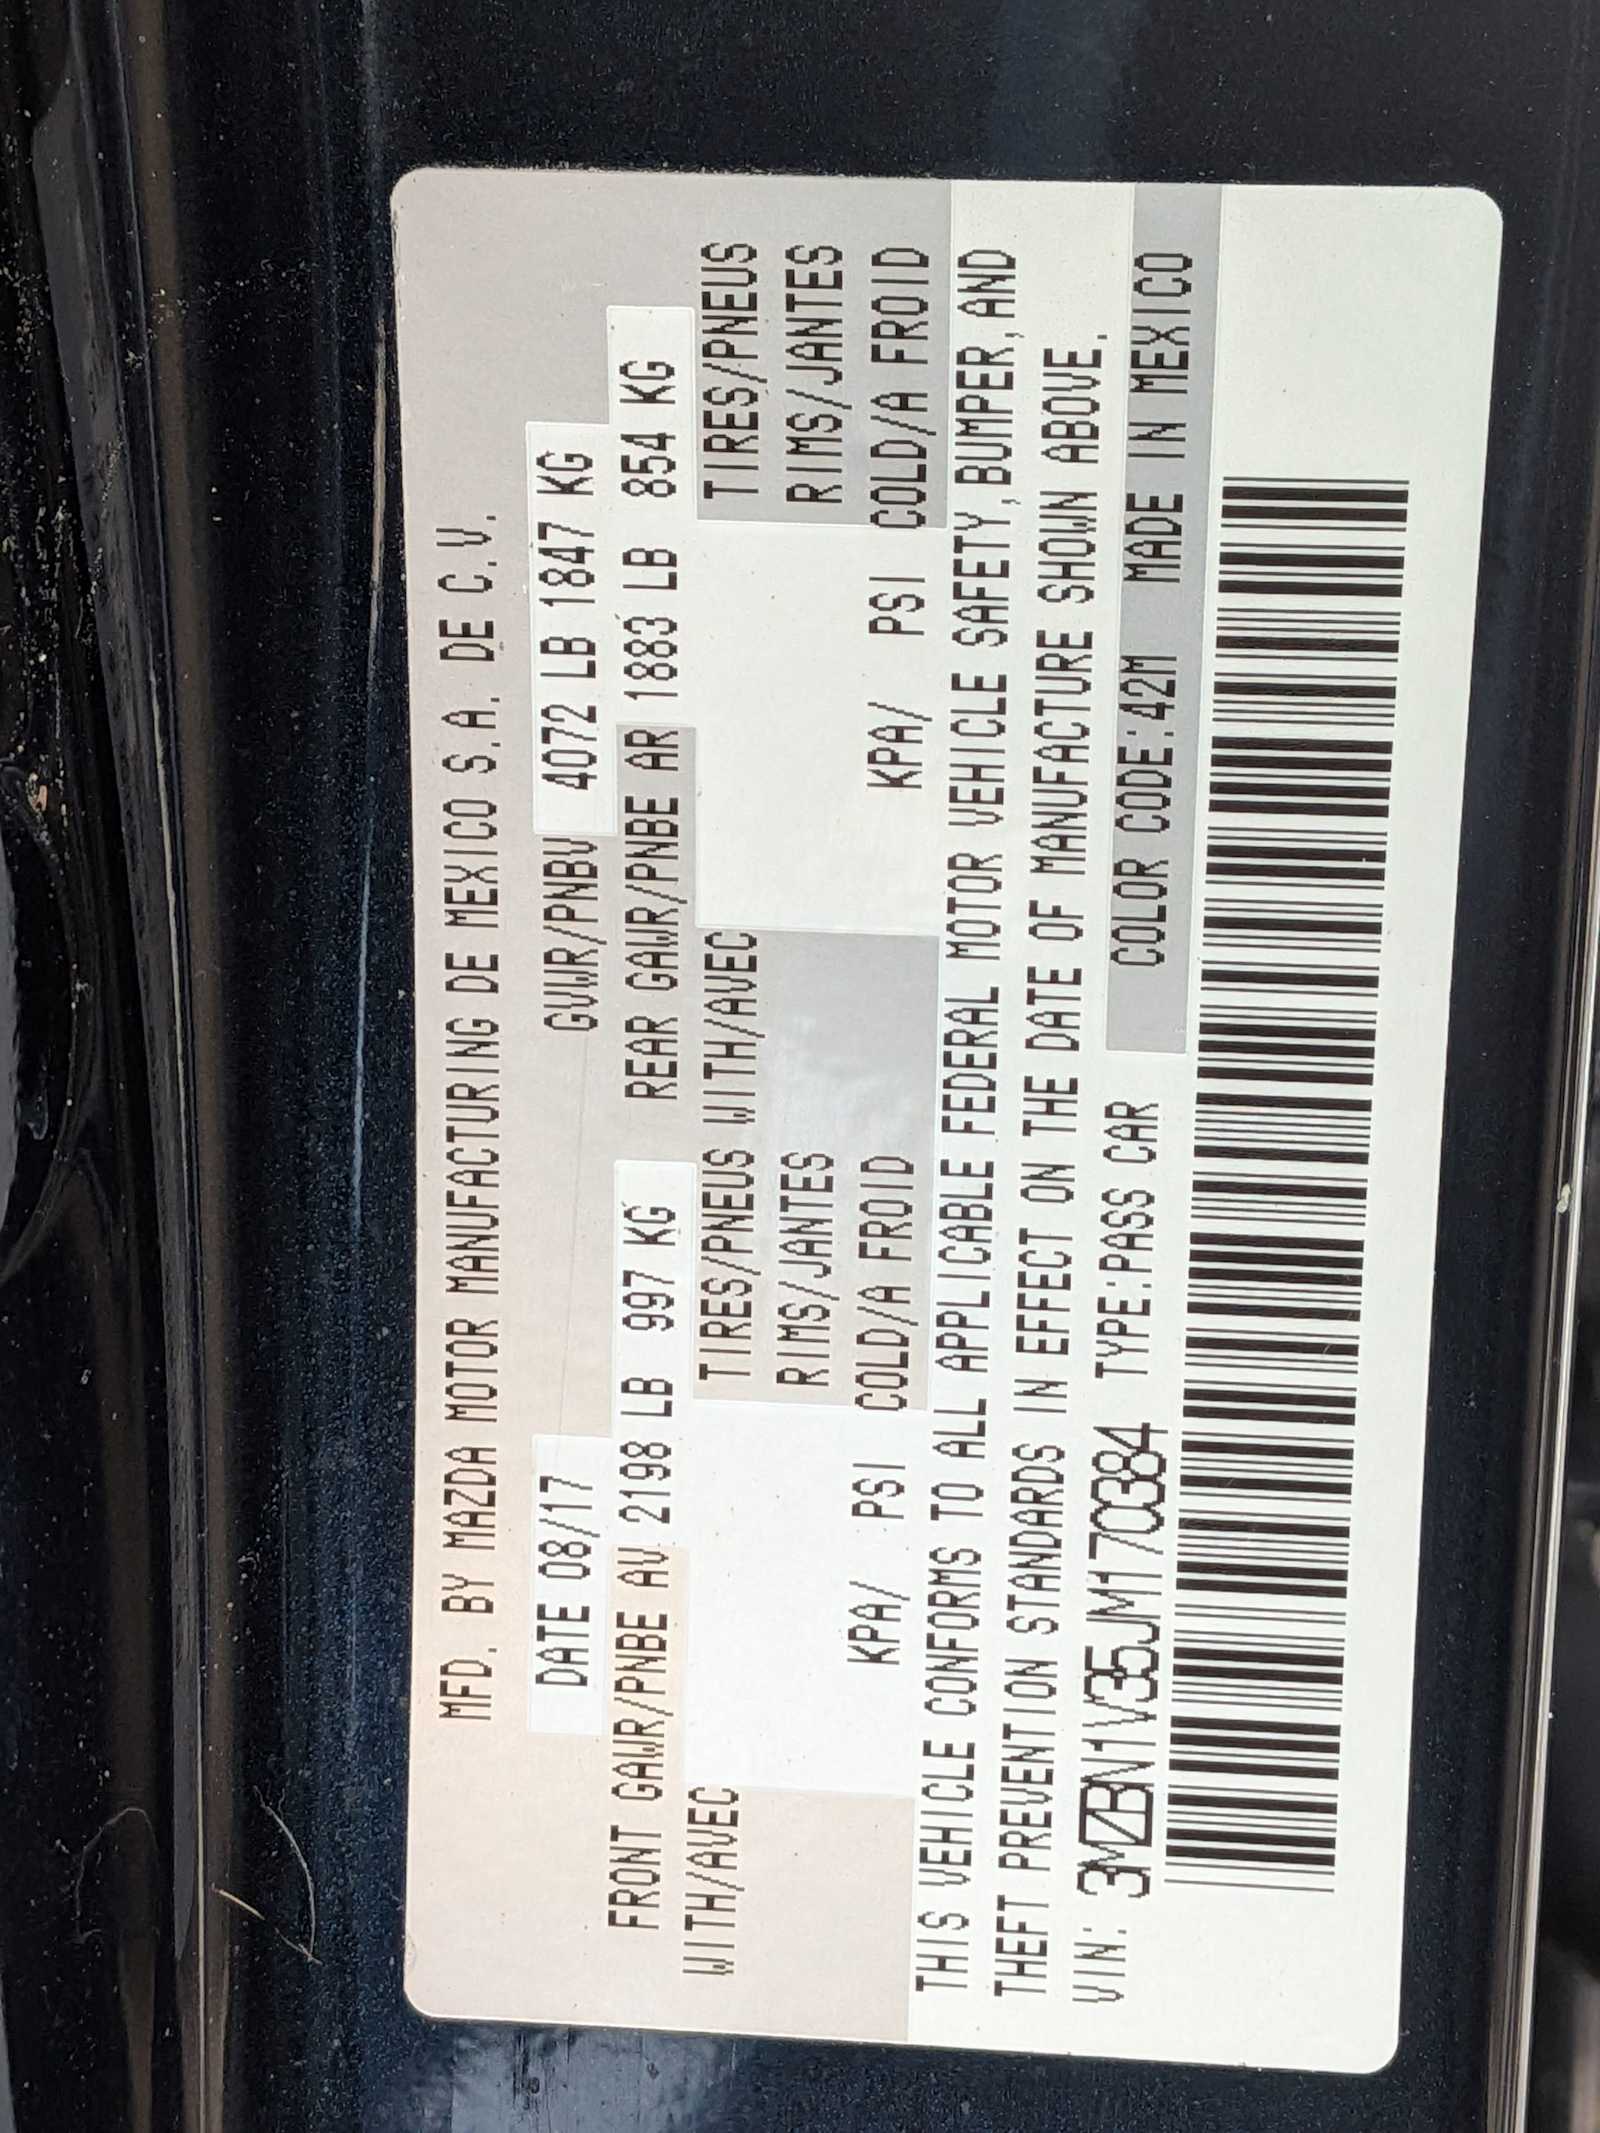 MFD. BY MAZDA MOTOR MANUFACTURING DE MEXICO S.A. DE C.V.
DATE 08/17 GVWR/PNBV 4072 LB 1847 KG
FRONT GAWR/PNBE AV 2198 LB 997 KG REAR GAWR/PNBE AR 1883 LB 854 KG
WITH/AVEC TIRES/PNEUS WITH/AVEC TIRES/PNEUS
RIMS/JANTES RIMS/JANTES
KPA/ PSI COLD/A FROID KPA/ PSI COLD/A FROID
THIS VEHICLE CONFORMS TO ALL APPLICABLE FEDERAL MOTOR VEHICLE SAFETY, BUMPER, AND
THEFT PREVENTION STANDARDS IN EFFECT ON THE DATE OF MANUFACTURE SHOWN ABOVE.
VIN: 3MZBN1V35JM170384 TYPE:PASS CAR COLOR CODE:42M MADE IN MEXICO